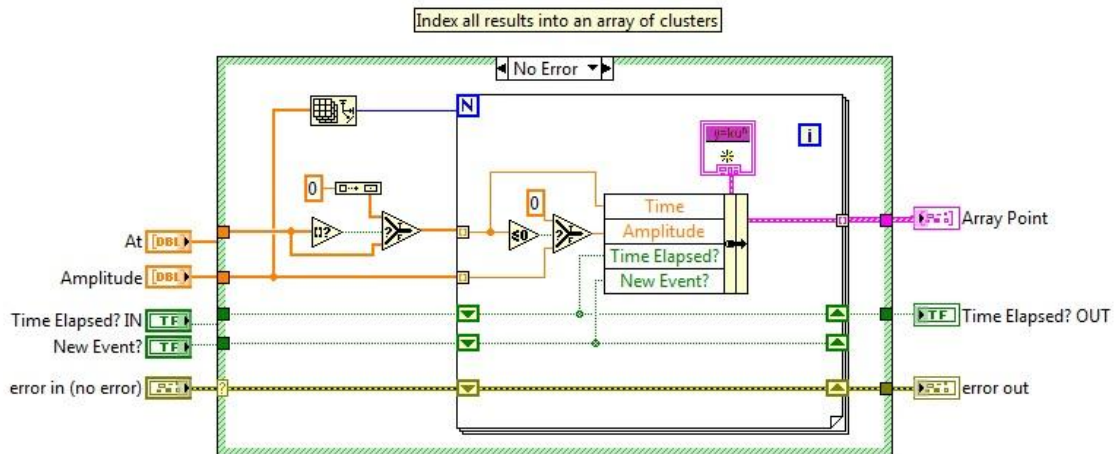 Index all results into an array of clusters
No Error
N
i
y=kuⁿ
0
0
[]?
?
T
F
≤0
?
T
F
Time
Amplitude
Time Elapsed?
New Event?
At
[DBL]
Amplitude
[DBL]
Time Elapsed? IN
TF
New Event?
TF
error in (no error)
?
Array Point
TF
Time Elapsed? OUT
error out